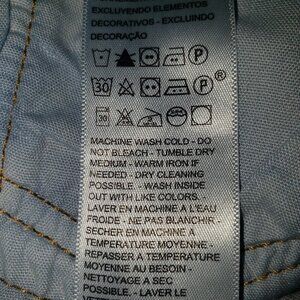 EXCLUYENDO ELEMENTOS
DECORATIVOS - EXCLUINDO
DECORAÇÃO
P
30 P ®
30
MACHINE WASH COLD - DO
NOT BLEACH - TUMBLE DRY
MEDIUM - WARM IRON IF
NEEDED - DRY CLEANING
POSSIBLE. - WASH INSIDE
OUT WITH LIKE COLORS.
LAVER EN MACHINE A L'EAU
FROIDE - NE PAS BLANCHIR -
SECHER EN MACHINE A
TEMPERATURE MOYENNE -
REPASSER A TEMPERATURE
MOYENNE AU BESOIN -
NETTOYAGE A SEC
POSSIBLE. - LAVER LE